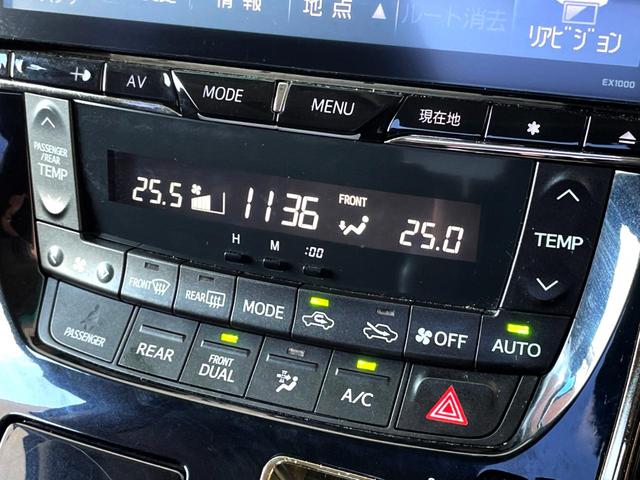 情報 地点 ▲ ルート消去
リアビジョン
EX1000
AV MODE MENU 現在地 *
PASSENGER
/REAR
TEMP
25.5 1136 FRONT 25.0
TEMP
H M :00
FRONT REAR MODE OFF AUTO
PASSENGER REAR FRONT
DUAL A/C